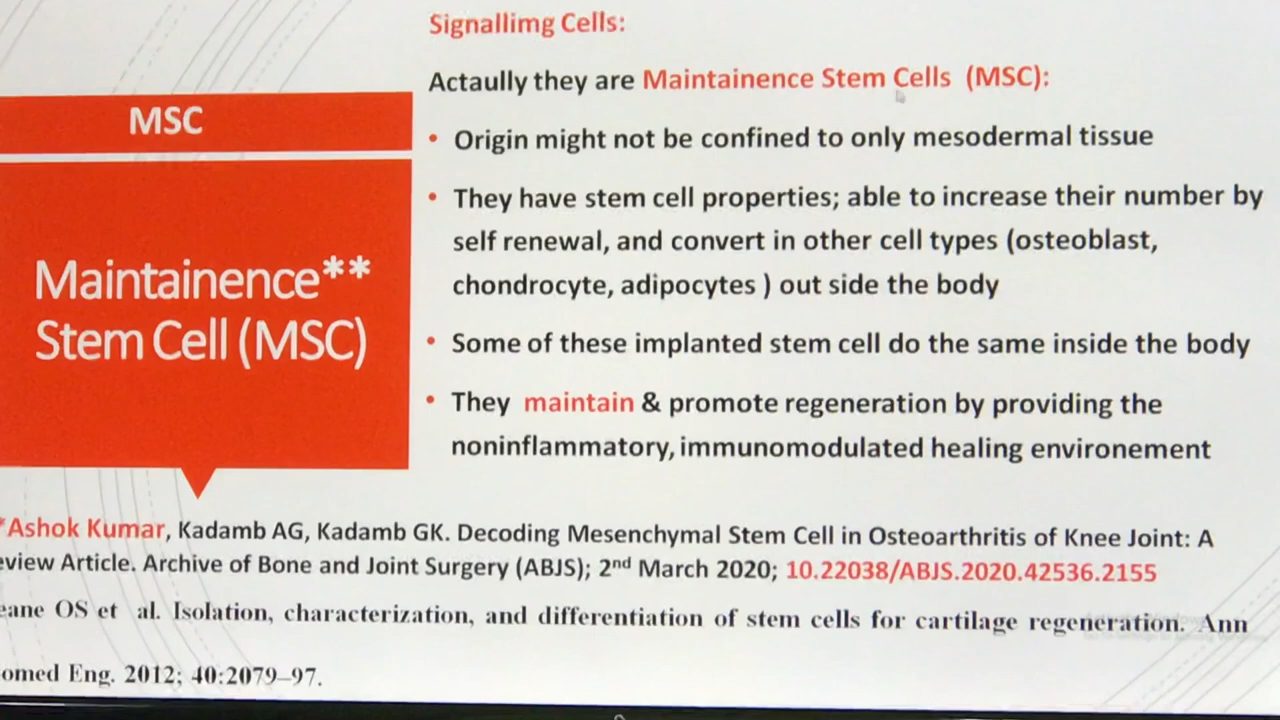 MSC
Maintainence**
Stem Cell (MSC)
Signallimg Cells:
Actaully they are Maintainence Stem Cells (MSC):
• Origin might not be confined to only mesodermal tissue
• They have stem cell properties; able to increase their number by
self renewal, and convert in other cell types (osteoblast,
chondrocyte, adipocytes ) out side the body
• Some of these implanted stem cell do the same inside the body
• They maintain & promote regeneration by providing the
noninflammatory, immunomodulated healing environement
*Ashok Kumar, Kadamb AG, Kadamb GK. Decoding Mesenchymal Stem Cell in Osteoarthritis of Knee Joint: A
eview Article. Archive of Bone and Joint Surgery (ABJS); 2nd March 2020; 10.22038/ABJS.2020.42536.2155
eane OS et al. Isolation, characterization, and differentiation of stem cells for cartilage regeneration. Ann
omed Eng. 2012; 40:2079–97.